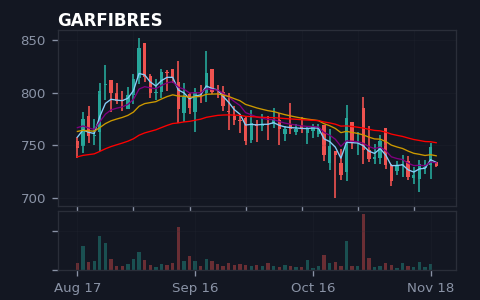 GARFIBRES
850
800
750
700
Aug 17
Sep 16
Oct 16
Nov 18